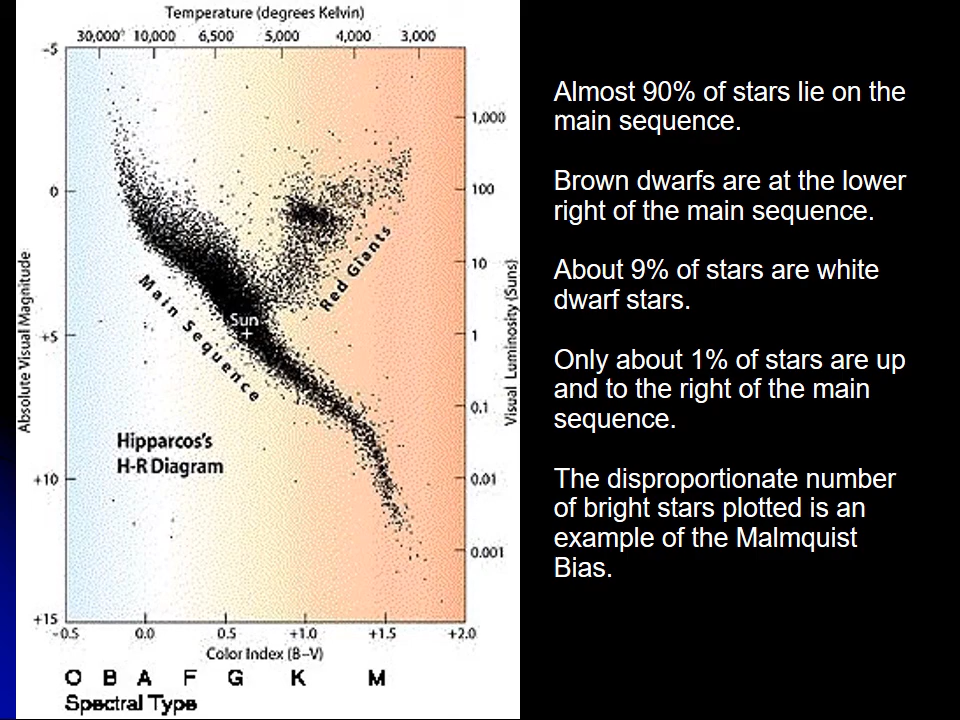 Temperature (degrees Kelvin)
30,000 10,000 6,500 5,000 4,000 3,000
-5
0
+5
+10
+15
Absolute Visual Magnitude
1,000
100
10
1
0.1
0.01
0.001
Visual Luminosity (Suns)
Red Giants
Main Sequence
Sun
Hipparcos's
H-R Diagram
-0.5 0.0 0.5 +1.0 +1.5 +2.0
Color Index (B–V)
O B A F G K M
Spectral Type
Almost 90% of stars lie on the
main sequence.
Brown dwarfs are at the lower
right of the main sequence.
About 9% of stars are white
dwarf stars.
Only about 1% of stars are up
and to the right of the main
sequence.
The disproportionate number
of bright stars plotted is an
example of the Malmquist
Bias.